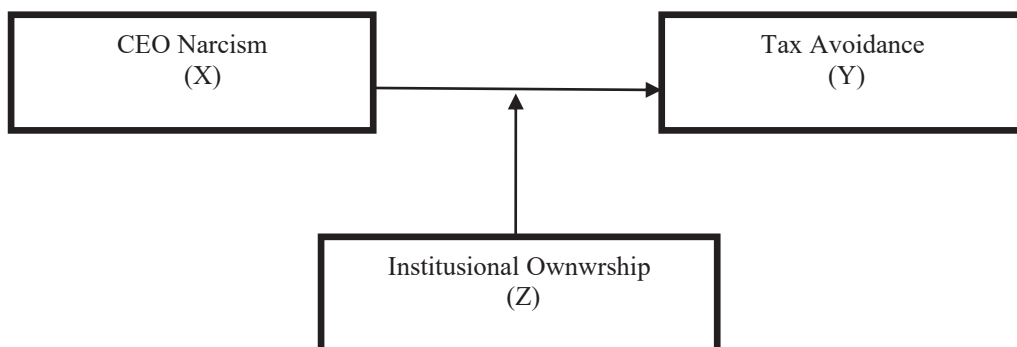 CEO Narcism
(X)
Tax Avoidance
(Y)
Institusional Ownwrship
(Z)